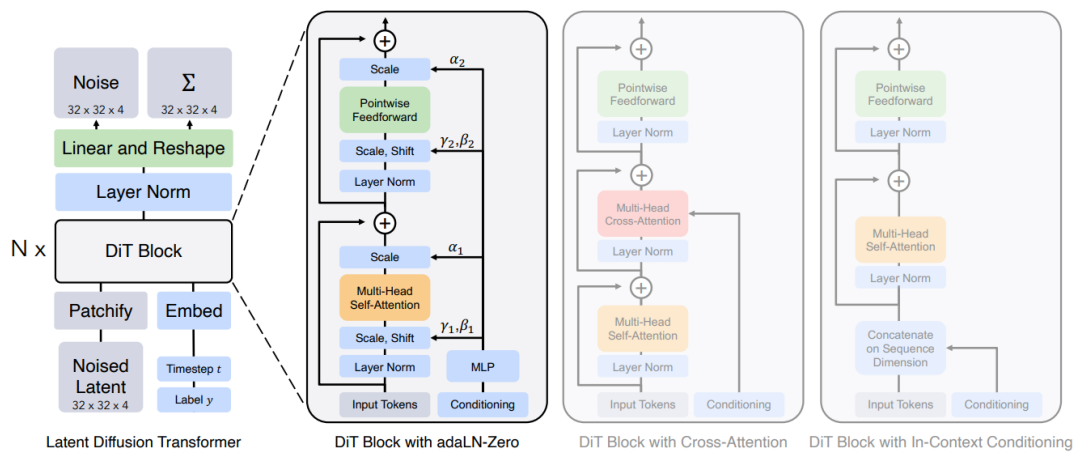 Noise
32 x 32 x 4
Σ
32 x 32 x 4
Linear and Reshape
Layer Norm
N x
DiT Block
Patchify
Embed
Noised
Latent
32 x 32 x 4
Timestep t
Label y
Latent Diffusion Transformer
+
Scale
α₂
Pointwise
Feedforward
Scale, Shift
γ₂,β₂
Layer Norm
+
Scale
α₁
Multi-Head
Self-Attention
Scale, Shift
γ₁,β₁
Layer Norm
MLP
Input Tokens
Conditioning
DiT Block with adaLN-Zero
+
Pointwise
Feedforward
Layer Norm
+
Multi-Head
Cross-Attention
Layer Norm
+
Multi-Head
Self-Attention
Layer Norm
Input Tokens
Conditioning
DiT Block with Cross-Attention
+
Pointwise
Feedforward
Layer Norm
+
Multi-Head
Self-Attention
Layer Norm
Concatenate
on Sequence
Dimension
Input Tokens
Conditioning
DiT Block with In-Context Conditioning